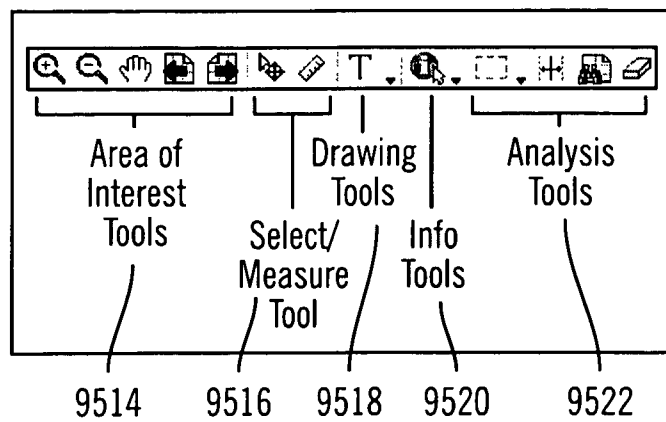 T
Area of
Interest
Tools
Select/
Measure
Tool
Drawing
Tools
Info
Tools
Analysis
Tools
9514 9516 9518 9520 9522